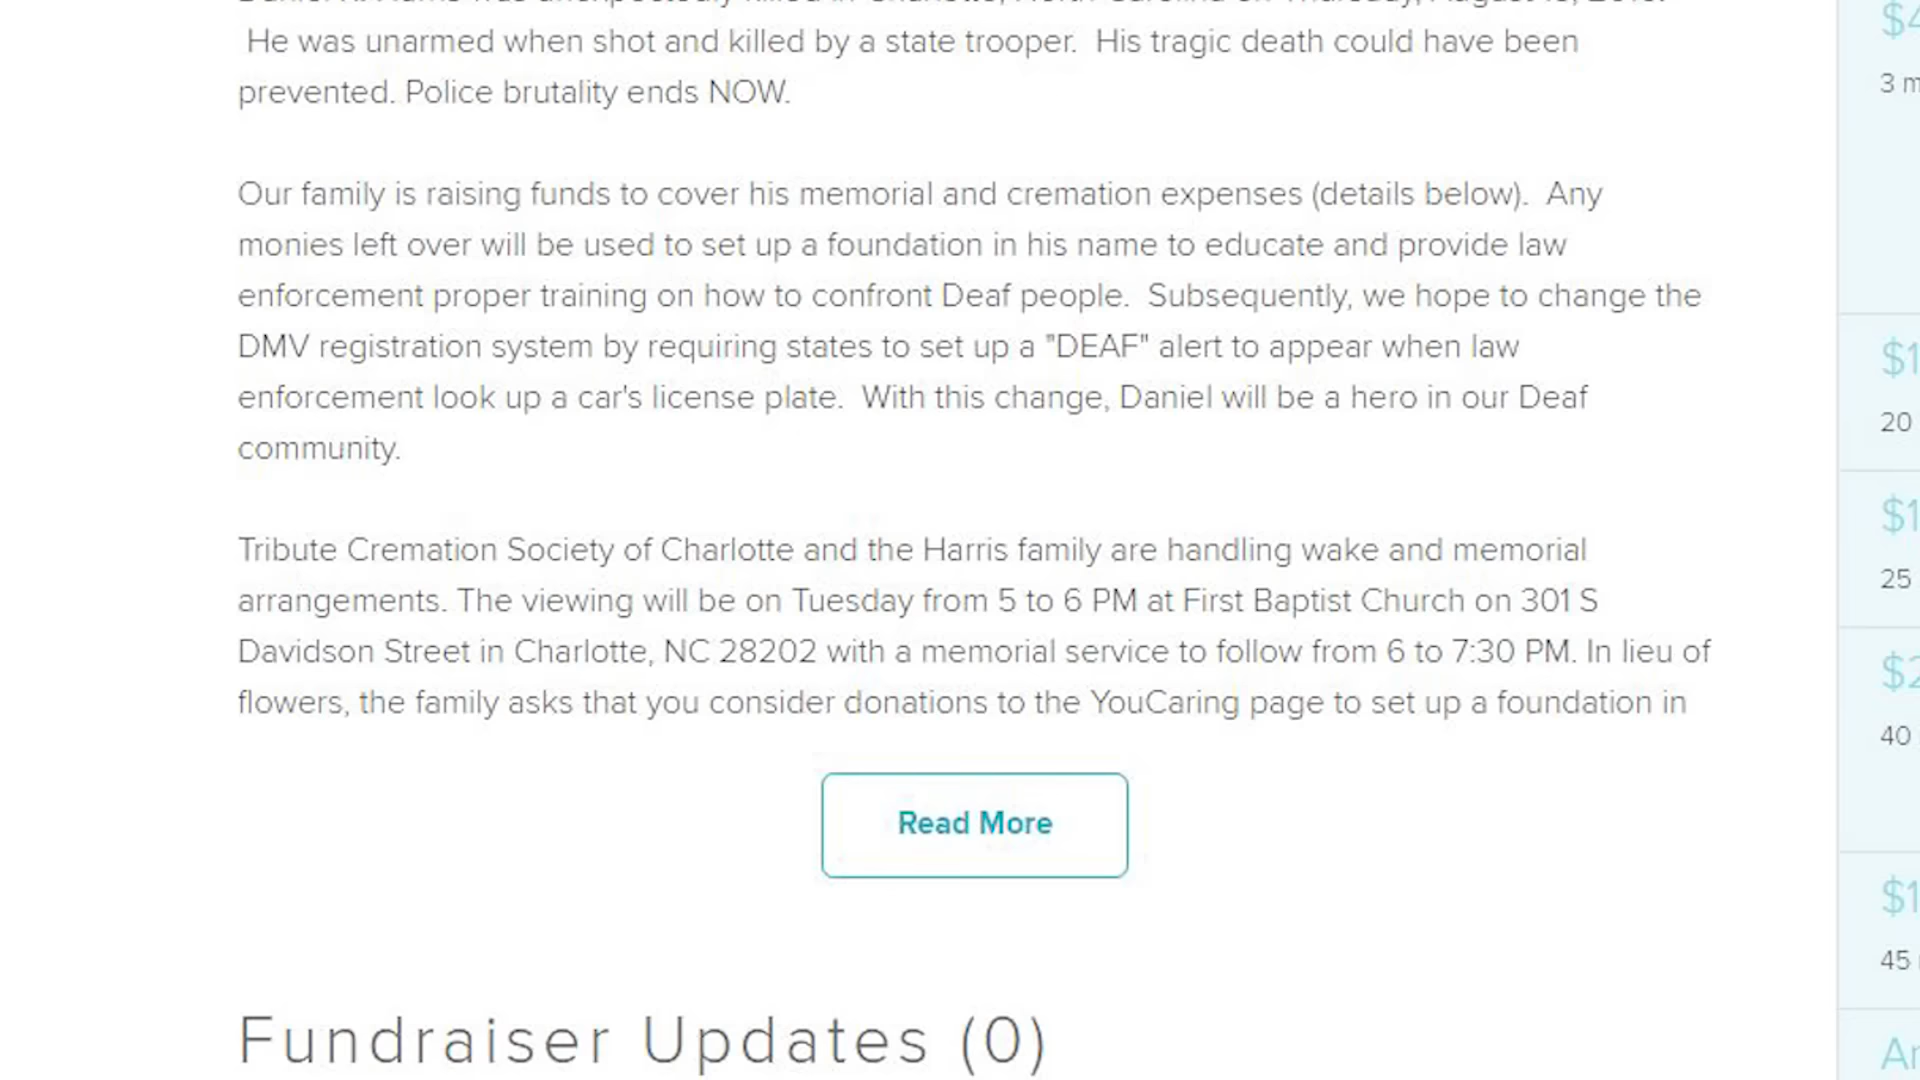 He was unarmed when shot and killed by a state trooper. His tragic death could have been
prevented. Police brutality ends NOW.
Our family is raising funds to cover his memorial and cremation expenses (details below). Any
monies left over will be used to set up a foundation in his name to educate and provide law
enforcement proper training on how to confront Deaf people. Subsequently, we hope to change the
DMV registration system by requiring states to set up a "DEAF" alert to appear when law
enforcement look up a car's license plate. With this change, Daniel will be a hero in our Deaf
community.
Tribute Cremation Society of Charlotte and the Harris family are handling wake and memorial
arrangements. The viewing will be on Tuesday from 5 to 6 PM at First Baptist Church on 301 S
Davidson Street in Charlotte, NC 28202 with a memorial service to follow from 6 to 7:30 PM. In lieu of
flowers, the family asks that you consider donations to the YouCaring page to set up a foundation in
Read More
Fundraiser Updates (0)
$4
3 m
$1
20
$1
25
$2
40
$1
45